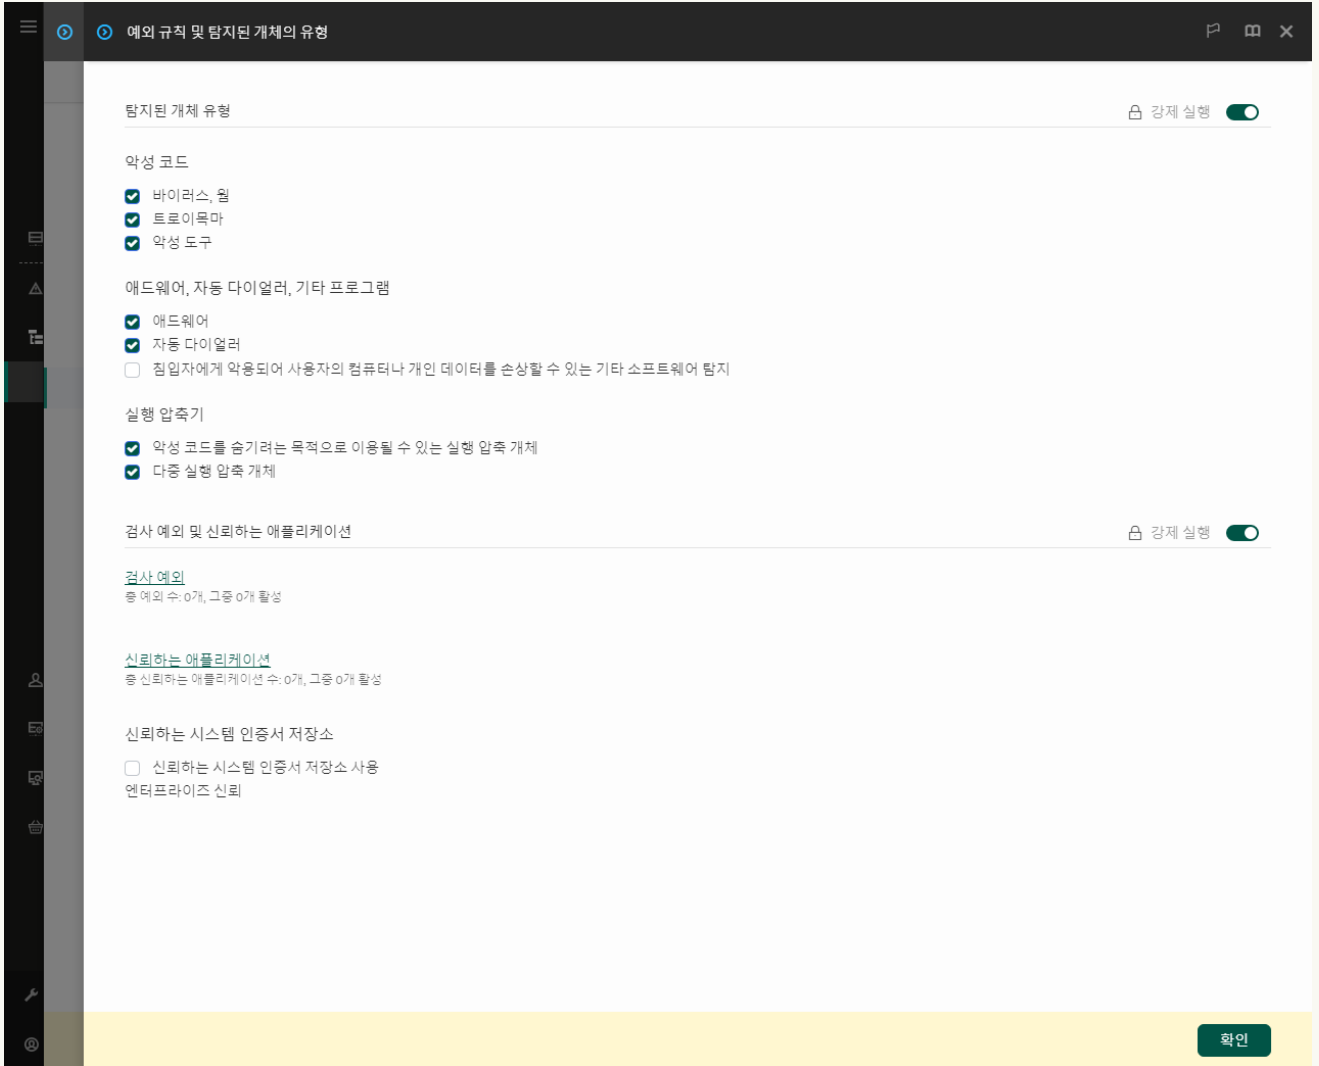 예외 규칙 및 탐지된 개체의 유형
탐지된 개체 유형
강제 실행
악성 코드
바이러스, 웜
트로이목마
악성 도구
애드웨어, 자동 다이얼러, 기타 프로그램
애드웨어
자동 다이얼러
침입자에게 악용되어 사용자의 컴퓨터나 개인 데이터를 손상할 수 있는 기타 소프트웨어 탐지
실행 압축기
악성 코드를 숨기려는 목적으로 이용될 수 있는 실행 압축 개체
다중 실행 압축 개체
검사 예외 및 신뢰하는 애플리케이션
강제 실행
검사 예외
총 예외 수: 0개, 그중 0개 활성
신뢰하는 애플리케이션
총 신뢰하는 애플리케이션 수: 0개, 그중 0개 활성
신뢰하는 시스템 인증서 저장소
신뢰하는 시스템 인증서 저장소 사용
엔터프라이즈 신뢰
확인